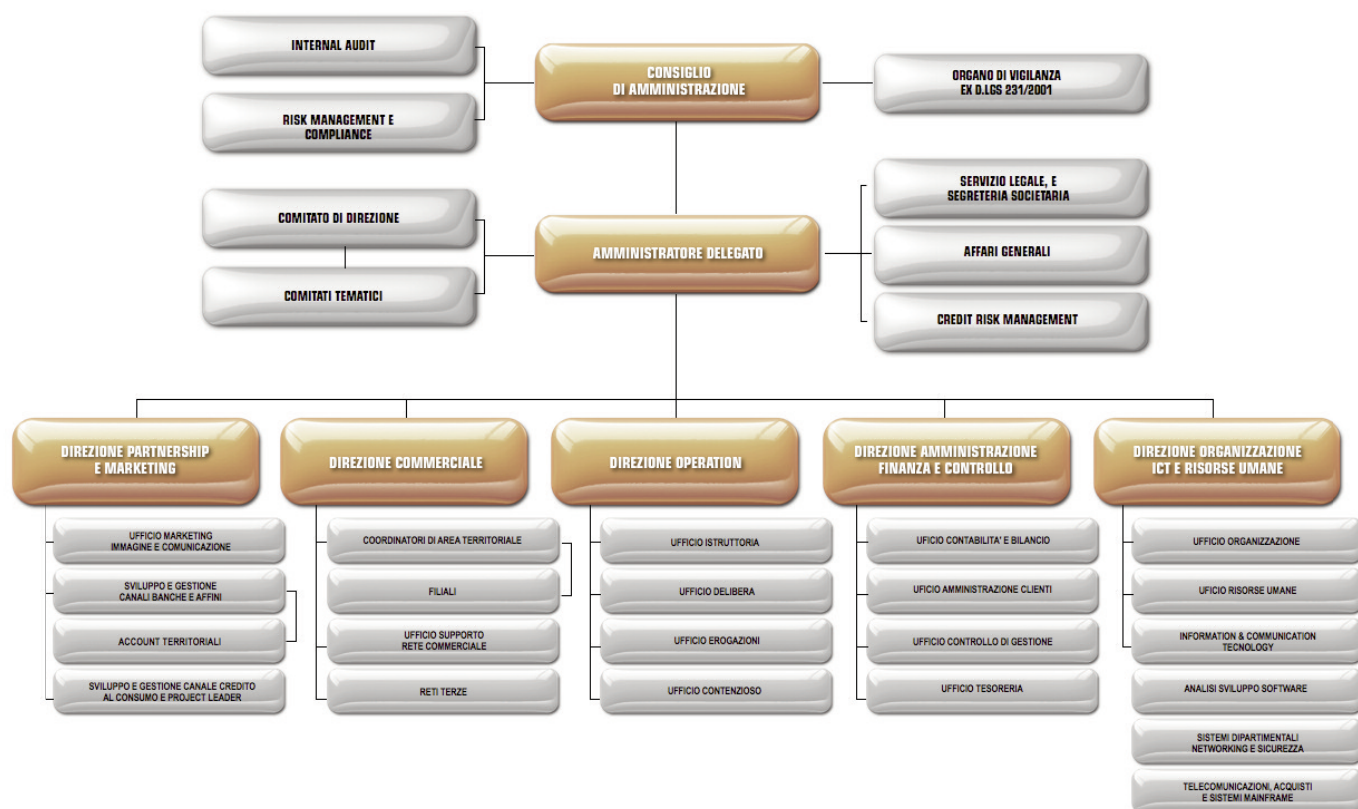 INTERNAL AUDIT
RISK MANAGEMENT E
COMPLIANCE
CONSIGLIO
DI AMMINISTRAZIONE
ORGANO DI VIGILANZA
EX D.LGS 231/2001
COMITATO DI DIREZIONE
COMITATI TEMATICI
AMMINISTRATORE DELEGATO
SERVIZIO LEGALE, E
SEGRETERIA SOCIETARIA
AFFARI GENERALI
CREDIT RISK MANAGEMENT
DIREZIONE PARTNERSHIP
E MARKETING
UFFICIO MARKETING
IMMAGINE E COMUNICAZIONE
SVILUPPO E GESTIONE
CANALI BANCHE E AFFINI
ACCOUNT TERRITORIALI
SVILUPPO E GESTIONE CANALE CREDITO
AL CONSUMO E PROJECT LEADER
DIREZIONE COMMERCIALE
COORDINATORI DI AREA TERRITORIALE
FILIALI
UFFICIO SUPPORTO
RETE COMMERCIALE
RETI TERZE
DIREZIONE OPERATION
UFFICIO ISTRUTTORIA
UFFICIO DELIBERA
UFFICIO EROGAZIONI
UFFICIO CONTENZIOSO
DIREZIONE AMMINISTRAZIONE
FINANZA E CONTROLLO
UFICIO CONTABILITA' E BILANCIO
UFICIO AMMINISTRAZIONE CLIENTI
UFFICIO CONTROLLO DI GESTIONE
UFFICIO TESORERIA
DIREZIONE ORGANIZZAZIONE
ICT E RISORSE UMANE
UFFICIO ORGANIZZAZIONE
UFICIO RISORSE UMANE
INFORMATION & COMMUNICATION
TECNOLOGY
ANALISI SVILUPPO SOFTWARE
SISTEMI DIPARTIMENTALI
NETWORKING E SICUREZZA
TELECOMUNICAZIONI, ACQUISTI
E SISTEMI MAINFRAME